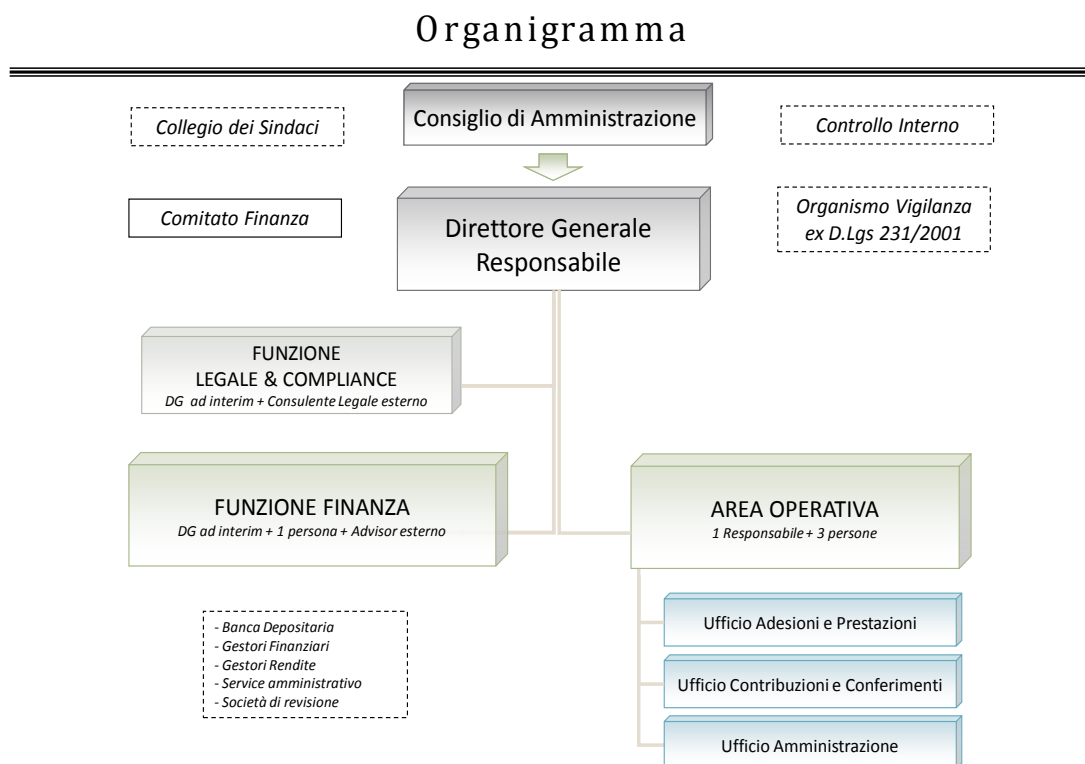 Organigramma
Collegio dei Sindaci
Consiglio di Amministrazione
Controllo Interno
Comitato Finanza
Direttore Generale
Responsabile
Organismo Vigilanza
ex D.Lgs 231/2001
FUNZIONE
LEGALE & COMPLIANCE
DG ad interim + Consulente Legale esterno
FUNZIONE FINANZA
DG ad interim + 1 persona + Advisor esterno
AREA OPERATIVA
1 Responsabile + 3 persone
- Banca Depositaria
- Gestori Finanziari
- Gestori Rendite
- Service amministrativo
- Società di revisione
Ufficio Adesioni e Prestazioni
Ufficio Contribuzioni e Conferimenti
Ufficio Amministrazione